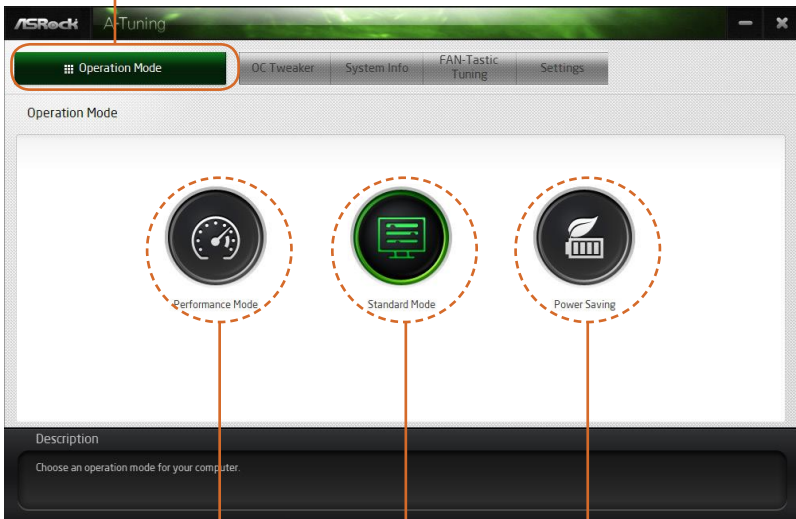 ASRock A-Tuning
Operation Mode OC Tweaker System Info FAN-Tastic
Tuning Settings
Operation Mode
Performance Mode Standard Mode Power Saving
Description
Choose an operation mode for your computer.